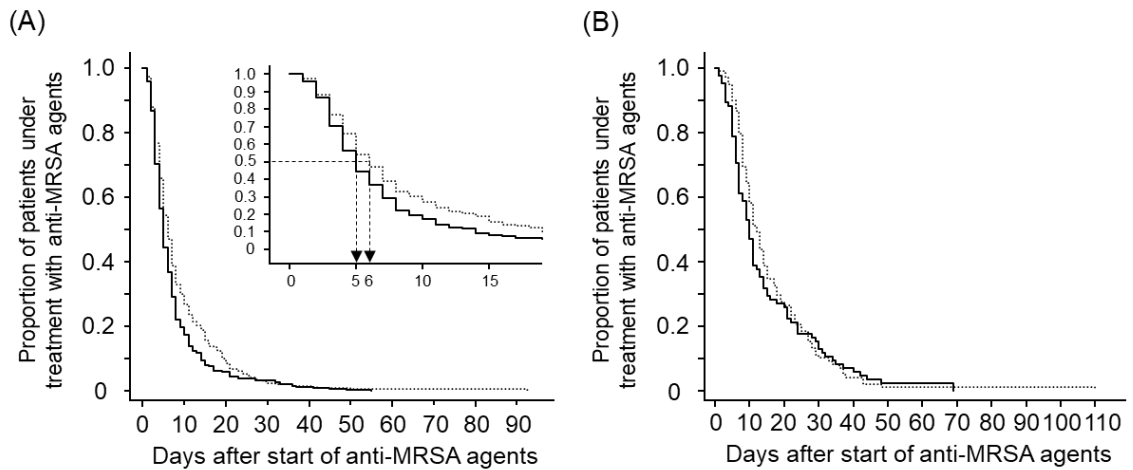 (A)
Proportion of patients under
treatment with anti-MRSA agents
1.0
0.8
0.6
0.4
0.2
0
0 10 20 30 40 50 60 70 80 90
Days after start of anti-MRSA agents
1.0
0.9
0.8
0.7
0.6
0.5
0.4
0.3
0.2
0.1
0
0 5 6 10 15
(B)
Proportion of patients under
treatment with anti-MRSA agents
1.0
0.8
0.6
0.4
0.2
0
0 10 20 30 40 50 60 70 80 90 100 110
Days after start of anti-MRSA agents